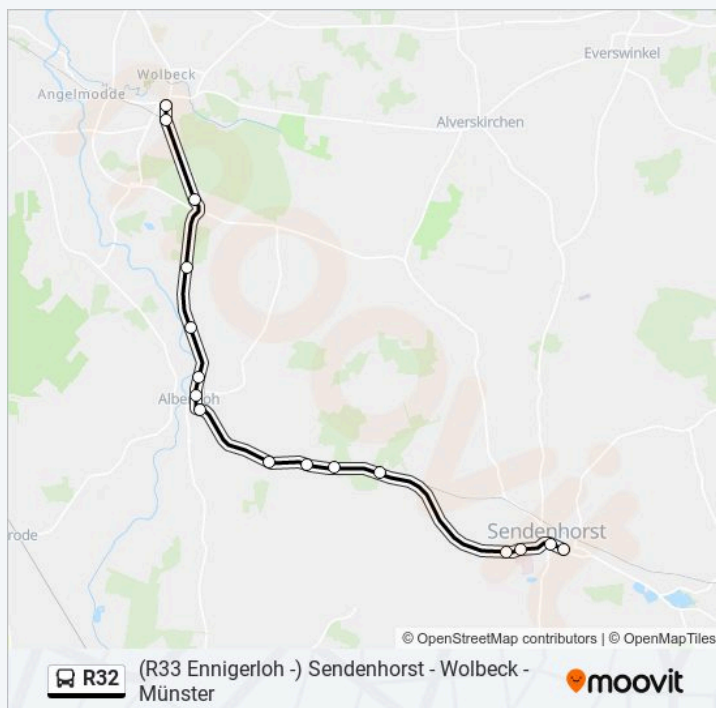 Everswinkel
Wolbeck
Angelmodde
Alverskirchen
Albersloh
Sendenhorst
rode
© OpenStreetMap contributors | © OpenMapTiles
R32
(R33 Ennigerloh -) Sendenhorst - Wolbeck -
Münster
moovit